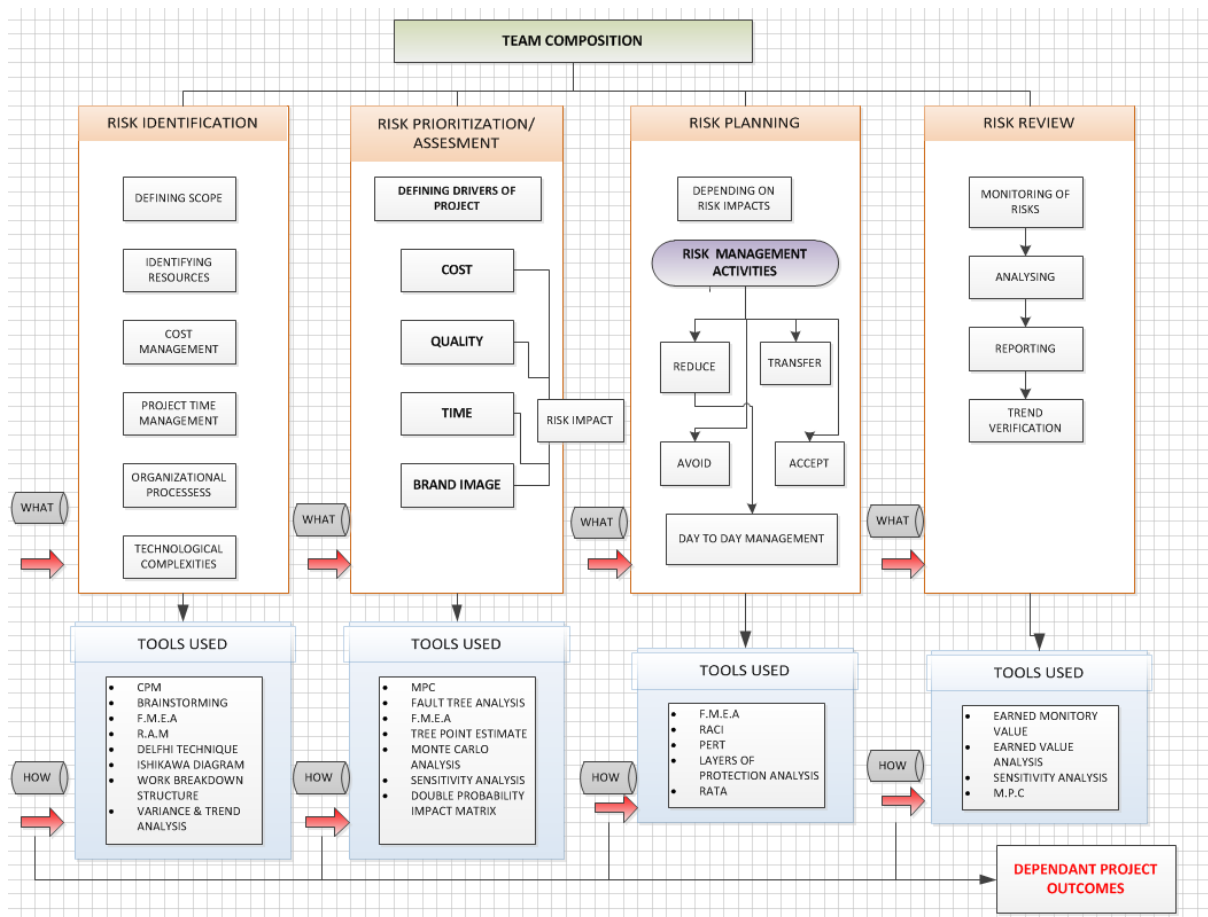 TEAM COMPOSITION
RISK IDENTIFICATION
DEFINING SCOPE
IDENTIFYING
RESOURCES
COST
MANAGEMENT
PROJECT TIME
MANAGEMENT
ORGANIZATIONAL
PROCESSESS
TECHNOLOGICAL
COMPLEXITIES
WHAT
RISK PRIORITIZATION/
ASSESMENT
DEFINING DRIVERS OF
PROJECT
COST
QUALITY
TIME
BRAND IMAGE
RISK IMPACT
WHAT
RISK PLANNING
DEPENDING ON
RISK IMPACTS
RISK MANAGEMENT
ACTIVITIES
REDUCE
TRANSFER
AVOID
ACCEPT
DAY TO DAY MANAGEMENT
WHAT
RISK REVIEW
MONITORING OF
RISKS
ANALYSING
REPORTING
TREND
VERIFICATION
WHAT
TOOLS USED
• CPM
• BRAINSTORMING
• F.M.E.A
• R.A.M
• DELFHI TECHNIQUE
• ISHIKAWA DIAGRAM
• WORK BREAKDOWN
STRUCTURE
• VARIANCE & TREND
ANALYSIS
HOW
TOOLS USED
• MPC
• FAULT TREE ANALYSIS
• F.M.E.A
• TREE POINT ESTIMATE
• MONTE CARLO
ANALYSIS
• SENSITIVITY ANALYSIS
• DOUBLE PROBABILITY
IMPACT MATRIX
HOW
TOOLS USED
• F.M.E.A
• RACI
• PERT
• LAYERS OF
PROTECTION ANALYSIS
• RATA
HOW
TOOLS USED
• EARNED MONITORY
VALUE
• EARNED VALUE
ANALYSIS
• SENSITIVITY ANALYSIS
• M.P.C
HOW
DEPENDANT PROJECT
OUTCOMES